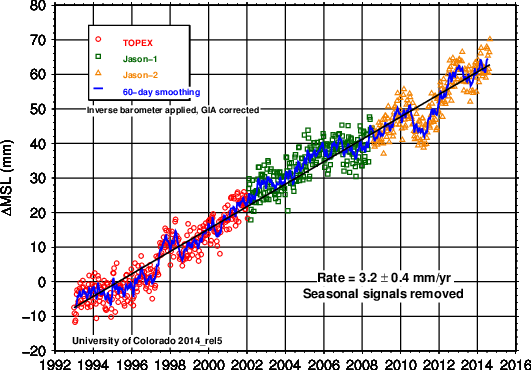 80
70
60
50
40
30
20
10
0
−10
−20
ΔMSL (mm)
TOPEX
Jason−1
Jason−2
60−day smoothing
Inverse barometer applied, GIA corrected
Rate = 3.2 ± 0.4 mm/yr
Seasonal signals removed
University of Colorado 2014_rel5
1992 1994 1996 1998 2000 2002 2004 2006 2008 2010 2012 2014 2016